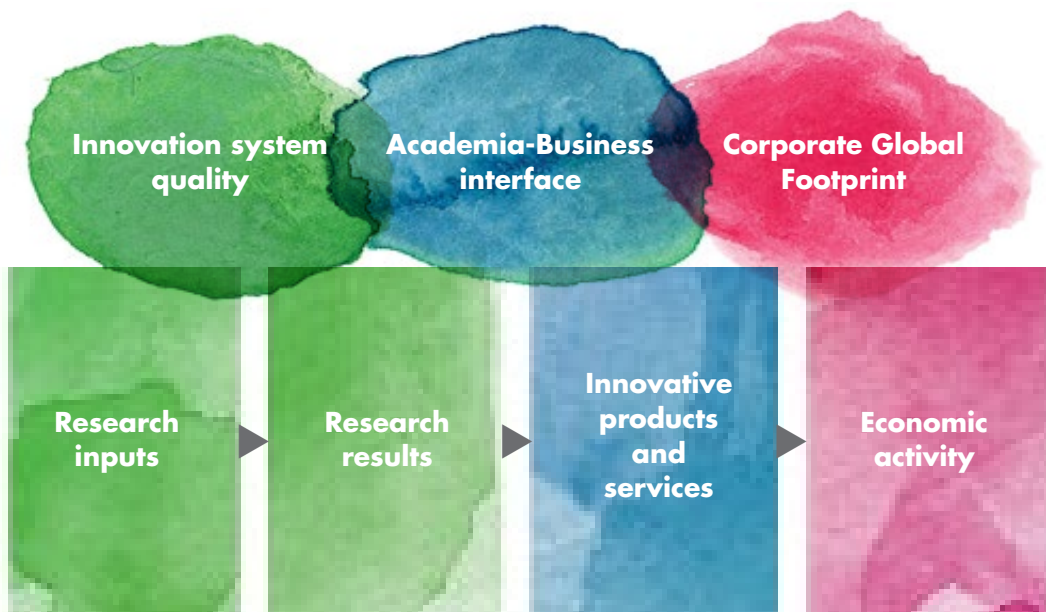 Innovation system
quality
Academia-Business
interface
Corporate Global
Footprint
Research
inputs
Research
results
Innovative
products
and
services
Economic
activity